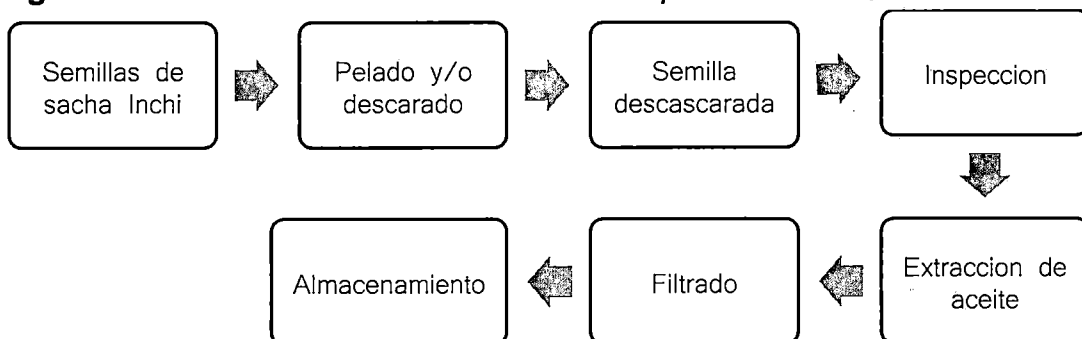 Semillas de
sacha Inchi
Pelado y/o
descarado
Semilla
descascarada
Inspeccion
Extraccion de
aceite
Filtrado
Almacenamiento